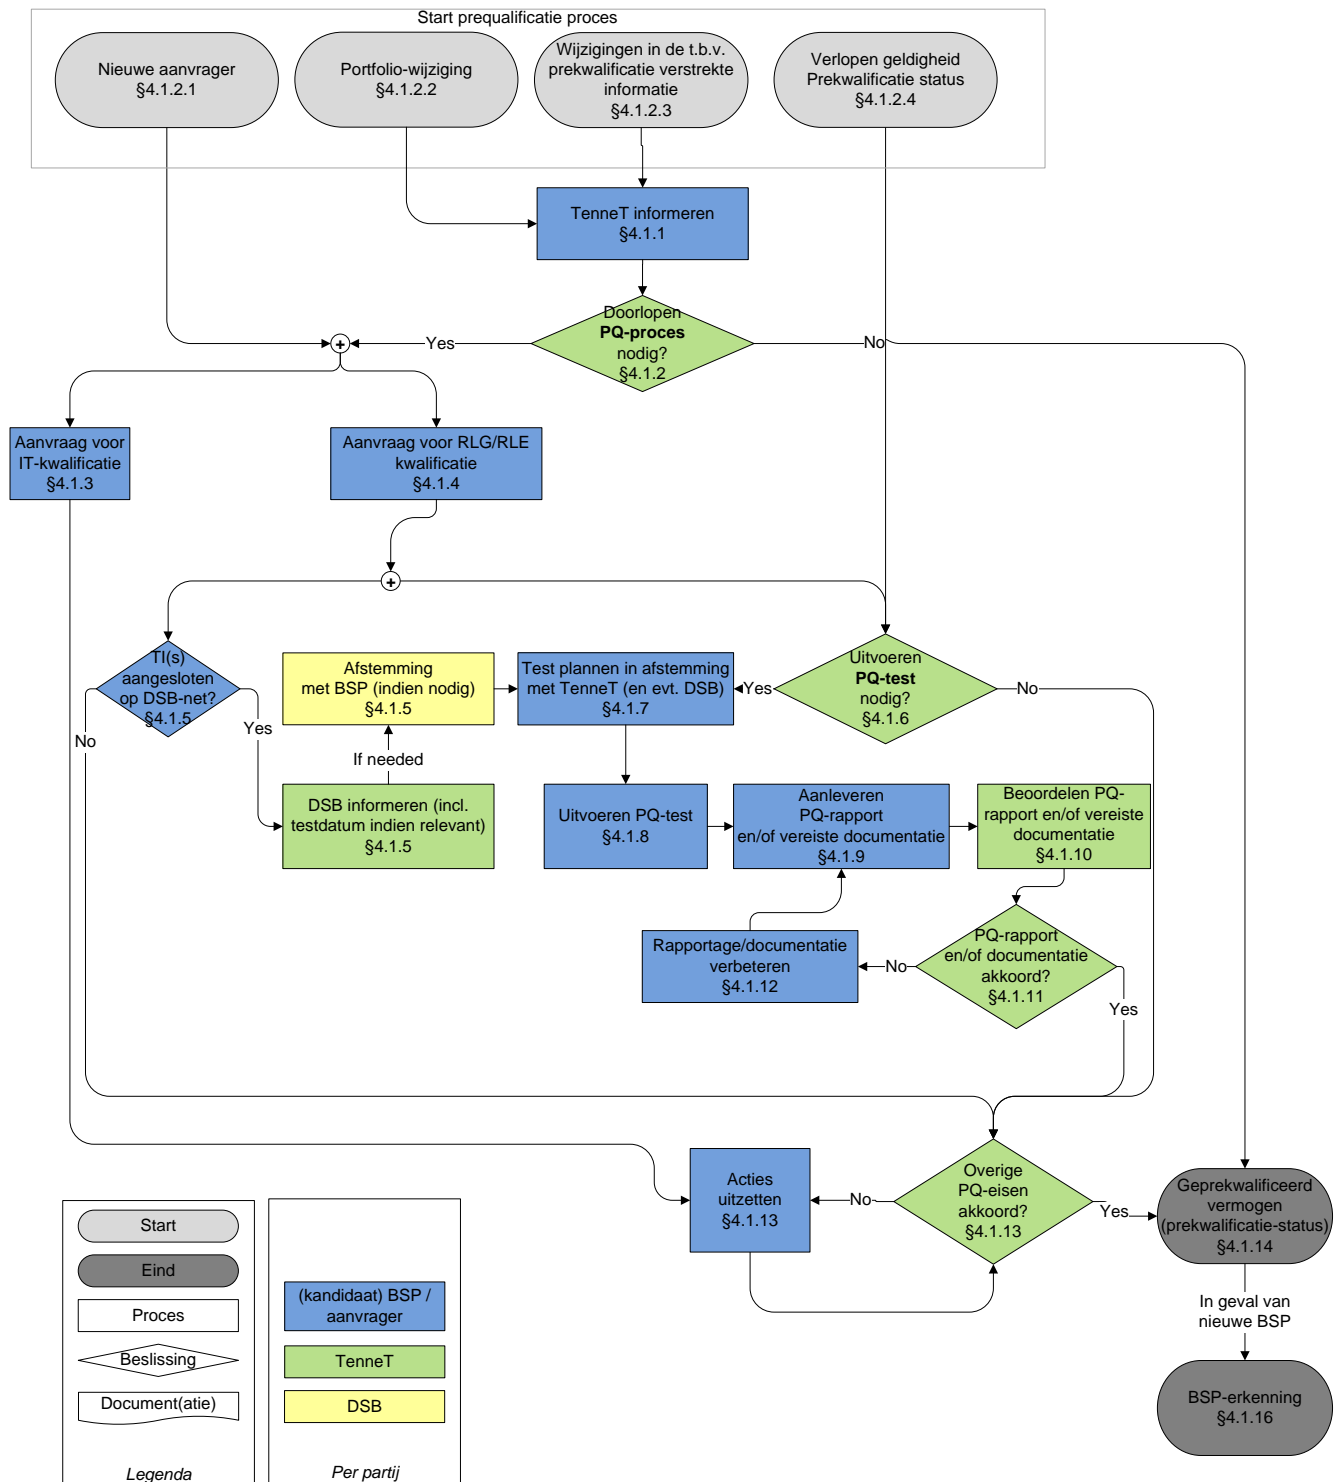 Start prequalificatie proces
Nieuwe aanvrager
§4.1.2.1
Portfolio-wijziging
§4.1.2.2
Wijzigingen in de t.b.v.
prekwalificatie verstrekte
informatie
§4.1.2.3
Verlopen geldigheid
Prekwalificatie status
§4.1.2.4
TenneT informeren
§4.1.1
Doorlopen
PQ-proces
nodig?
§4.1.2
Yes
No
Aanvraag voor
IT-kwalificatie
§4.1.3
Aanvraag voor RLG/RLE
kwalificatie
§4.1.4
TI(s)
aangesloten
op DSB-net?
§4.1.5
No
Yes
Afstemming
met BSP (indien nodig)
§4.1.5
If needed
DSB informeren (incl.
testdatum indien relevant)
§4.1.5
Test plannen in afstemming
met TenneT (en evt. DSB)
§4.1.7
Yes
Uitvoeren
PQ-test
nodig?
§4.1.6
No
Uitvoeren PQ-test
§4.1.8
Aanleveren
PQ-rapport
en/of vereiste documentatie
§4.1.9
Beoordelen PQ-
rapport en/of vereiste
documentatie
§4.1.10
Rapportage/documentatie
verbeteren
§4.1.12
No
PQ-rapport
en/of documentatie
akkoord?
§4.1.11
Yes
Acties
uitzetten
§4.1.13
No
Overige
PQ-eisen
akkoord?
§4.1.13
Yes
Geprekwalificeerd
vermogen
(prekwalificatie-status)
§4.1.14
In geval van
nieuwe BSP
BSP-erkenning
§4.1.16
Start
Eind
Proces
Beslissing
Document(atie)
Legenda
(kandidaat) BSP /
aanvrager
TenneT
DSB
Per partij